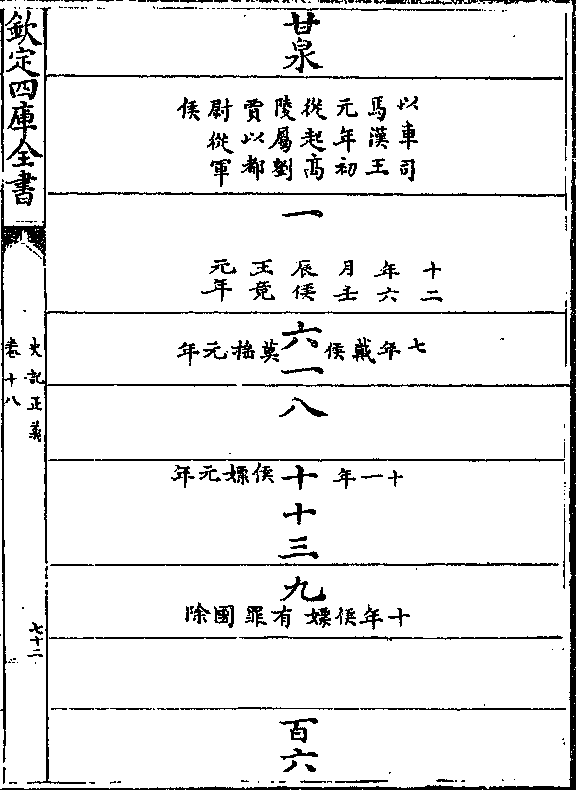 甘泉
以車司
馬漢王
元年初
從起高
陵屬劉
賈以都
尉從軍
侯
一
十二
年六
月壬
辰侯
王竟
元年
六一
七年戴侯莫搖元年
八
十十三
十一年侯嫖元年
九
十年侯嫖有罪國除
百六
欽定四庫全書
史記正義
卷十八
七十二